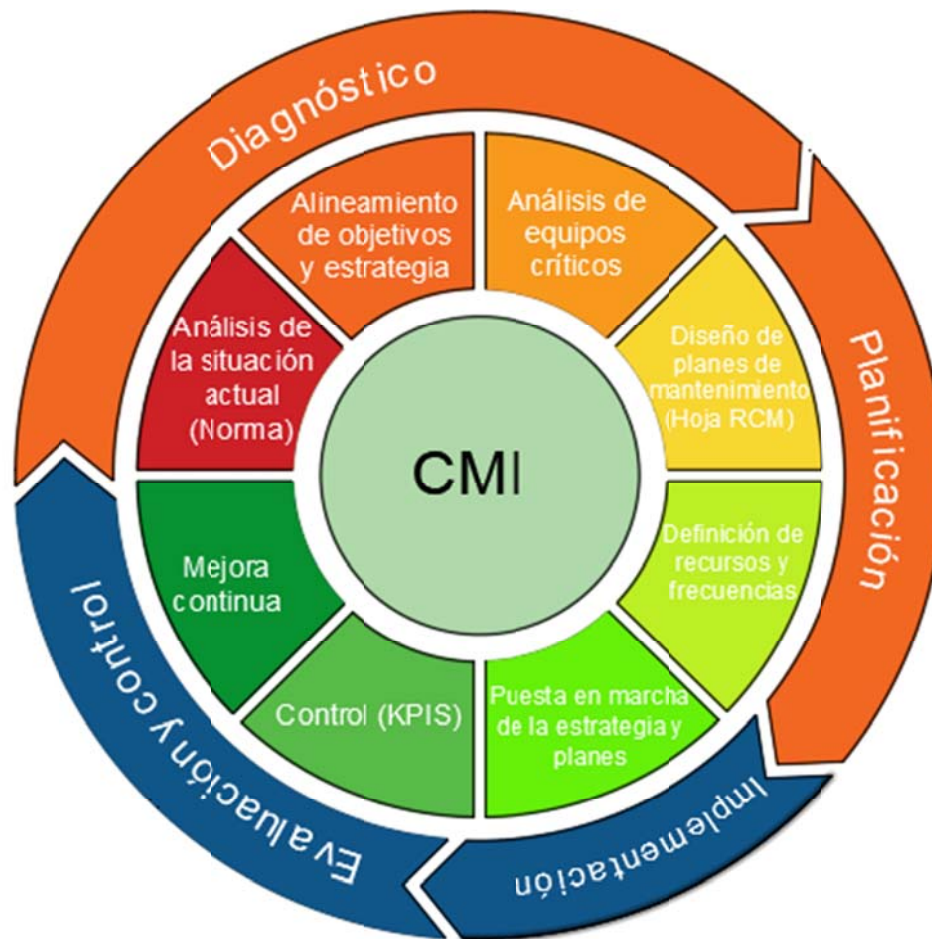 Diagnóstico
Planificación
Implementación
Evaluación y control
Alineamiento
de objetivos
y estrategia
Análisis de
equipos
críticos
Diseño de
planes de
mantenimiento
(Hoja RCM)
Definición de
recursos y
frecuencias
Puesta en marcha
de la estrategia y
planes
Control (KPIS)
Mejora
continua
Análisis de
la situación
actual
(Norma)
CMI